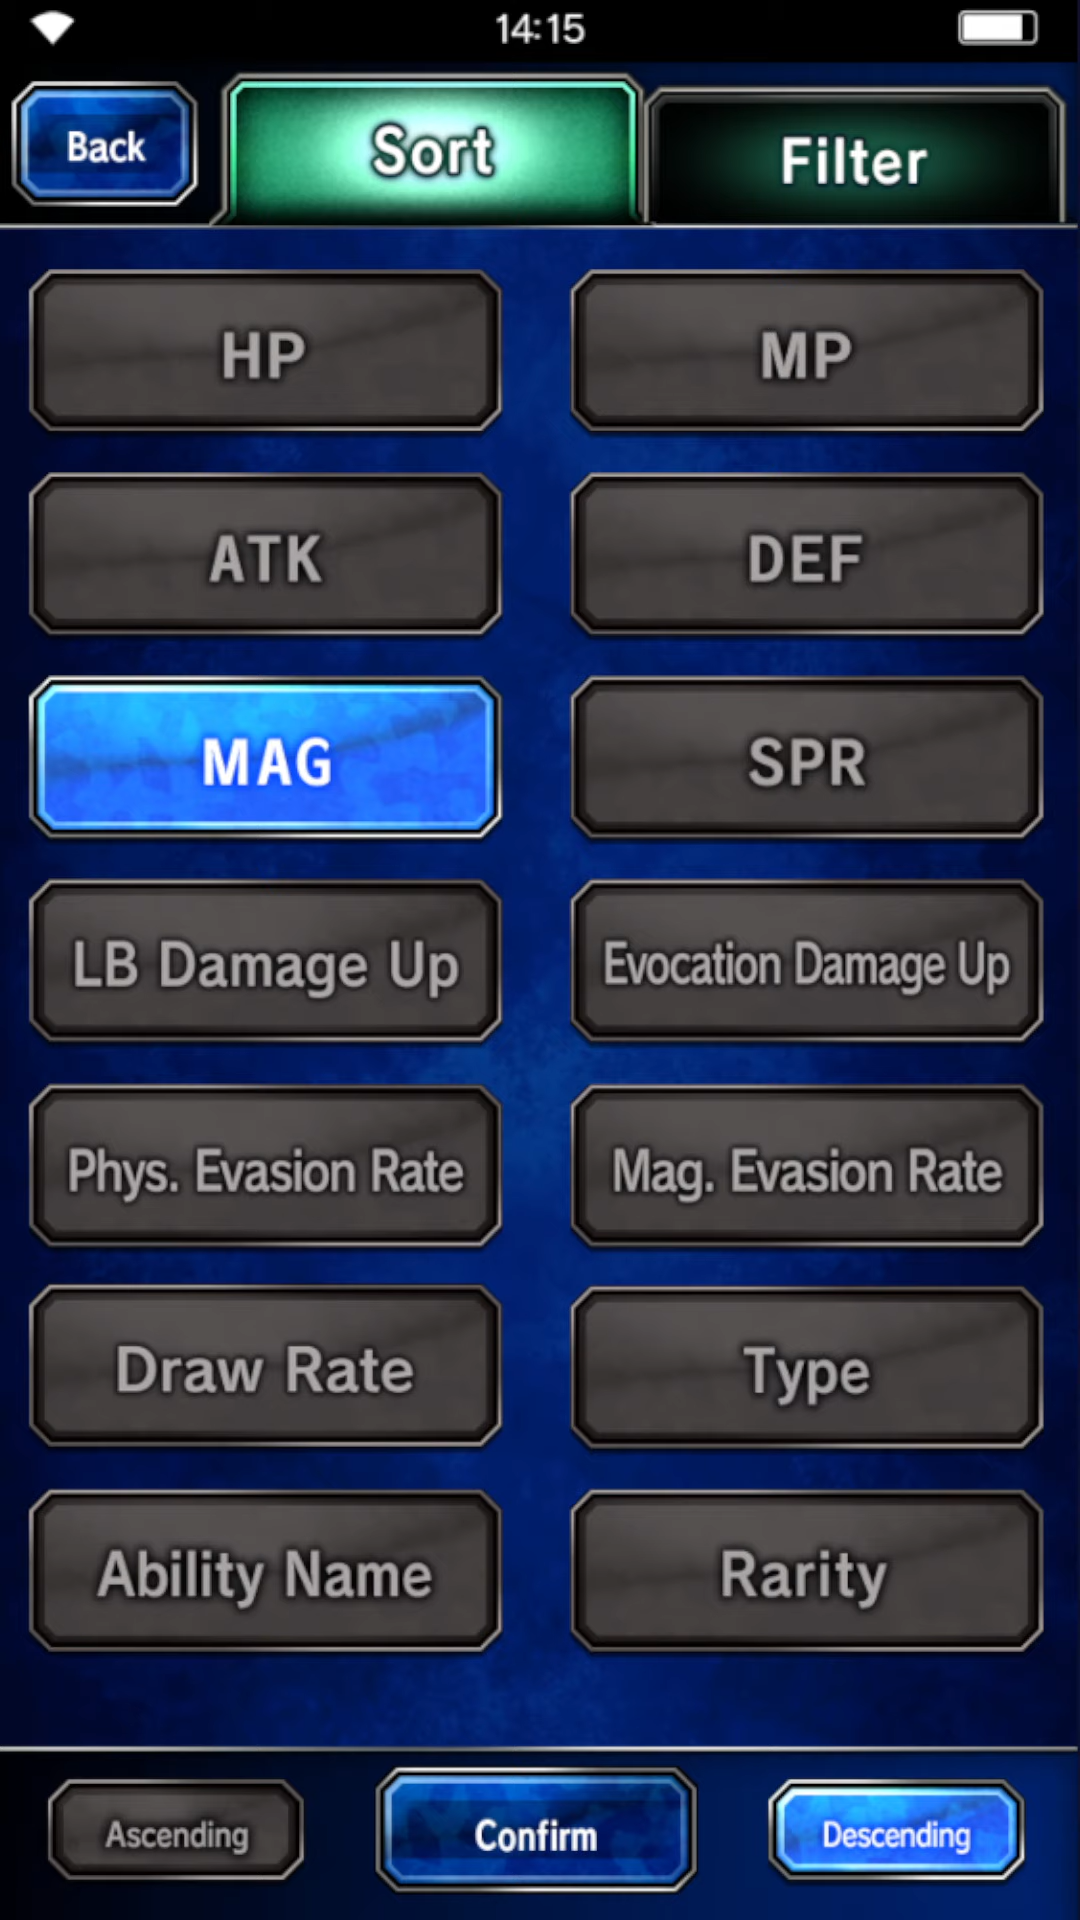 14:15
Back
Sort
Filter
HP
MP
ATK
DEF
MAG
SPR
LB Damage Up
Evocation Damage Up
Phys. Evasion Rate
Mag. Evasion Rate
Draw Rate
Type
Ability Name
Rarity
Ascending
Confirm
Descending